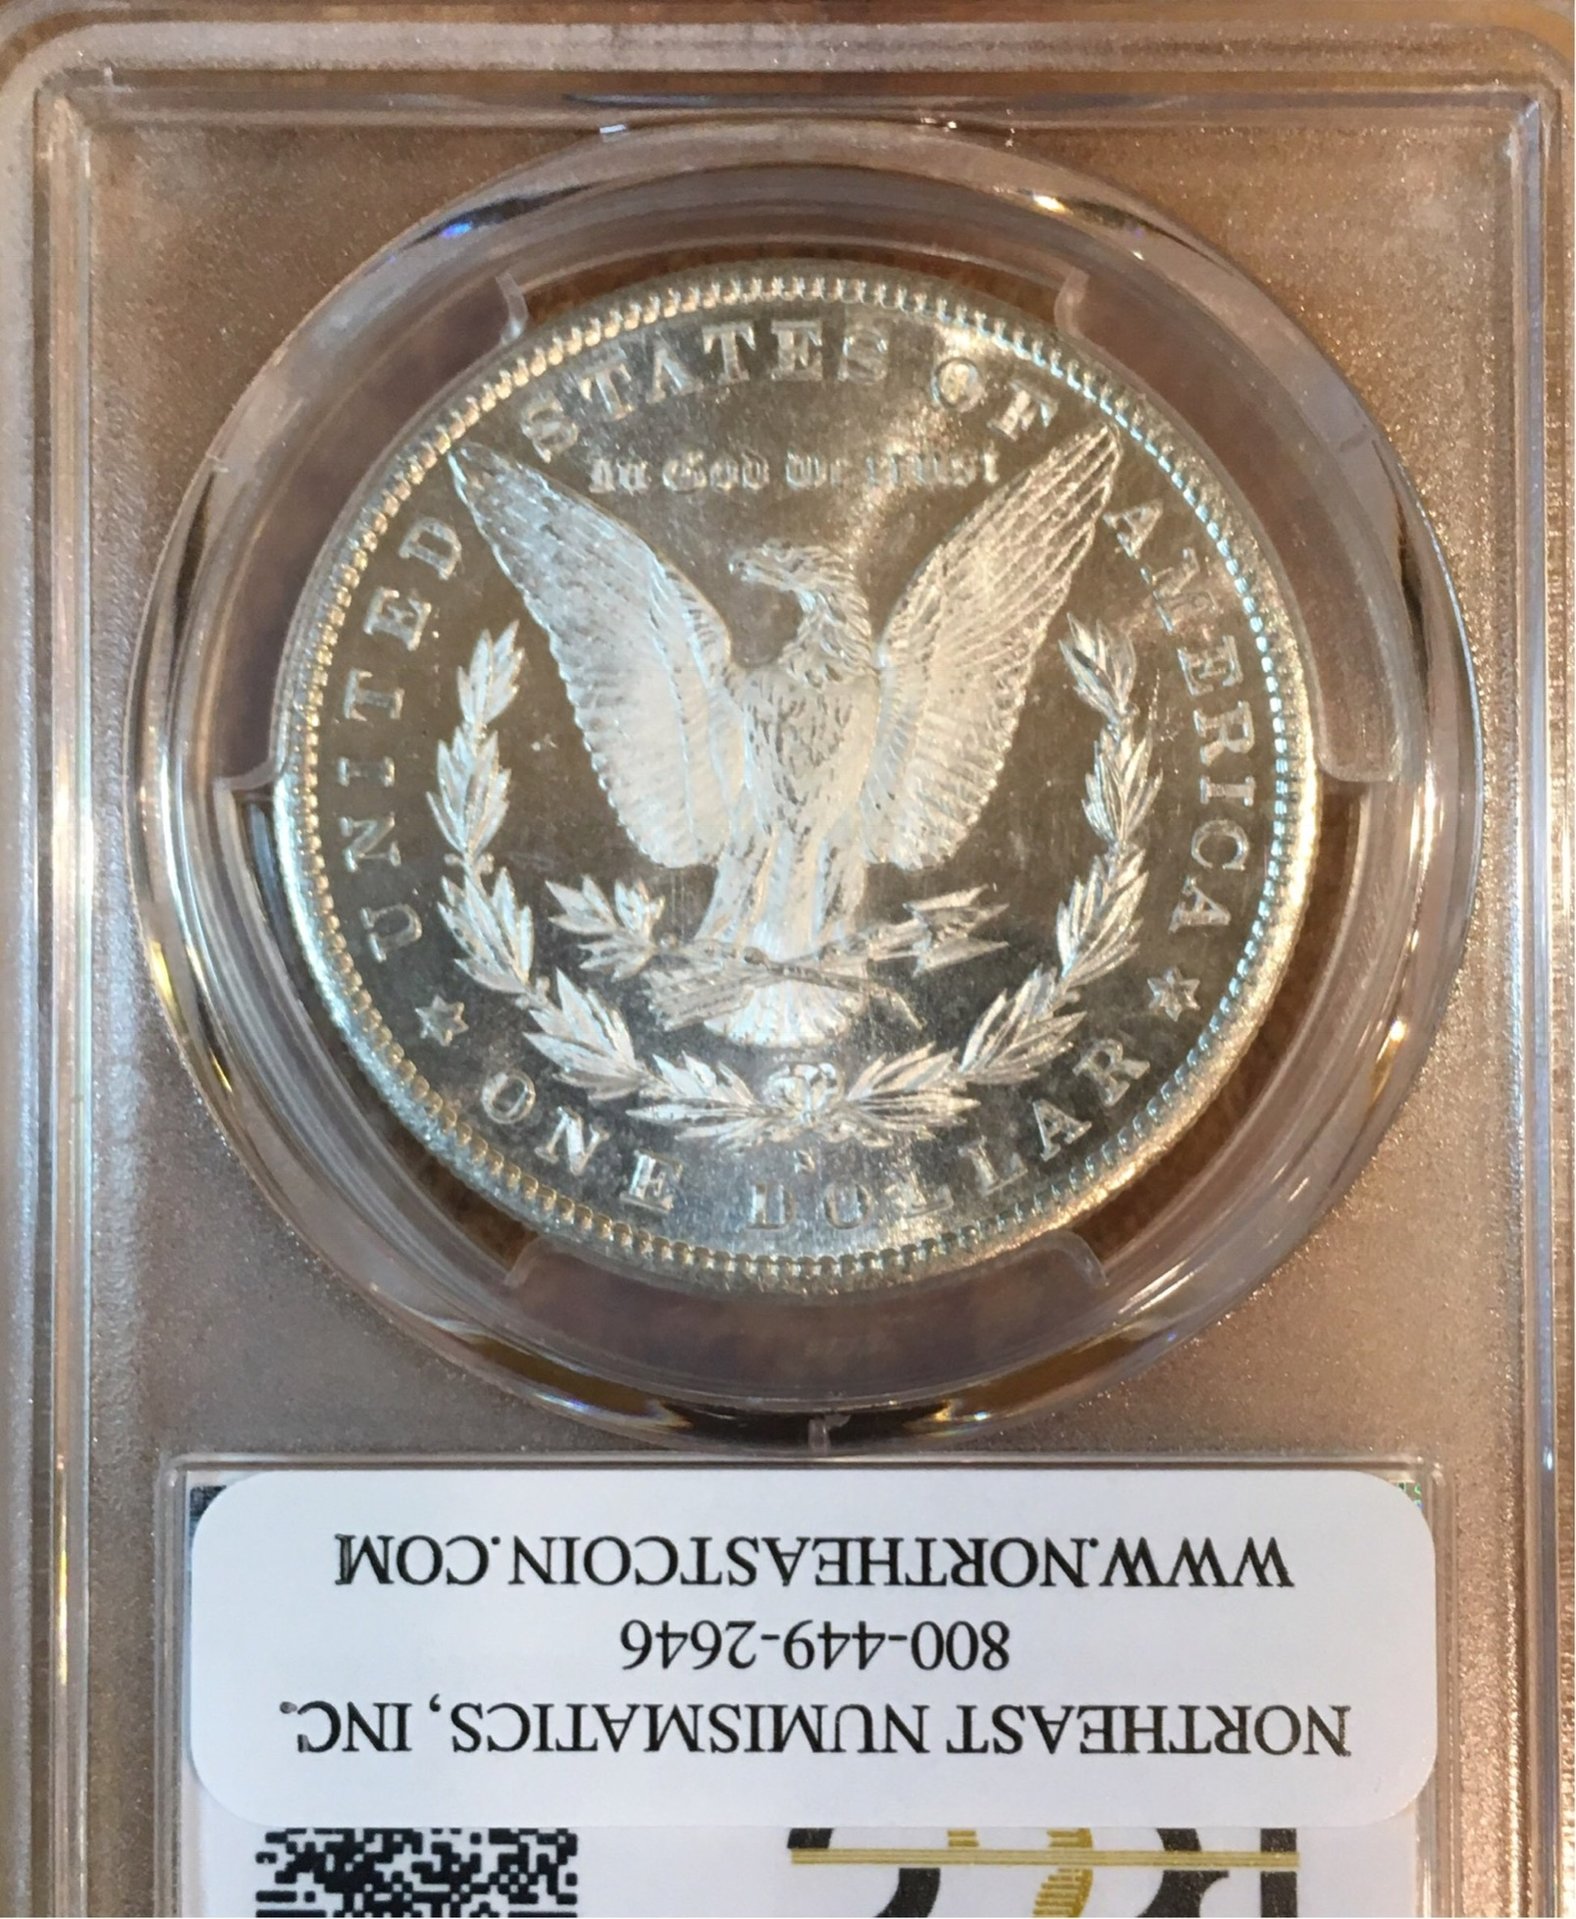 UNITED STATES OF AMERICA
In God we trust
S
ONE DOLLAR
NORTHEAST NUMISMATICS, INC.
800-449-2646
WWW.NORTHEASTCOIN.COM